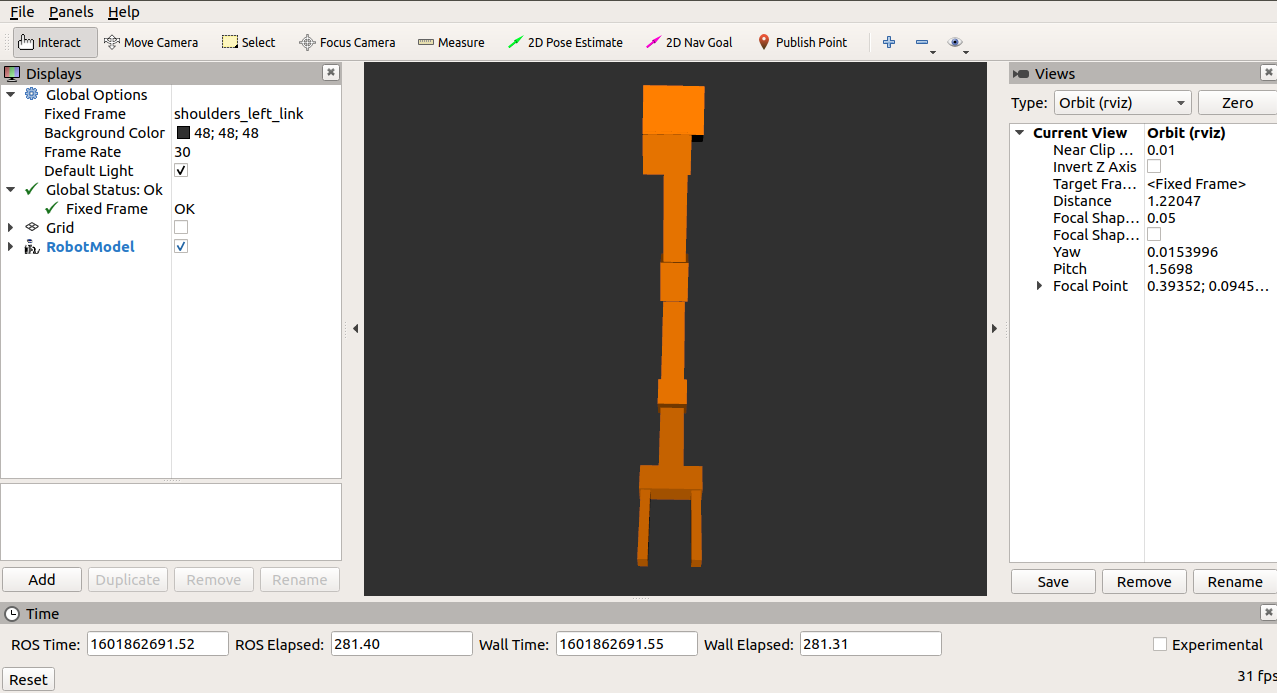 File Panels Help
Interact Move Camera Select Focus Camera Measure 2D Pose Estimate 2D Nav Goal Publish Point
Displays
Global Options
Fixed Frame shoulders_left_link
Background Color 48; 48; 48
Frame Rate 30
Default Light
Global Status: Ok
Fixed Frame OK
Grid
RobotModel
Add Duplicate Remove Rename
Views
Type: Orbit (rviz) Zero
Current View Orbit (rviz)
Near Clip ... 0.01
Invert Z Axis
Target Fra... <Fixed Frame>
Distance 1.22047
Focal Shap... 0.05
Focal Shap...
Yaw 0.0153996
Pitch 1.5698
Focal Point 0.39352; 0.0945...
Save Remove Rename
Time
ROS Time: 1601862691.52 ROS Elapsed: 281.40 Wall Time: 1601862691.55 Wall Elapsed: 281.31 Experimental
Reset 31 fps